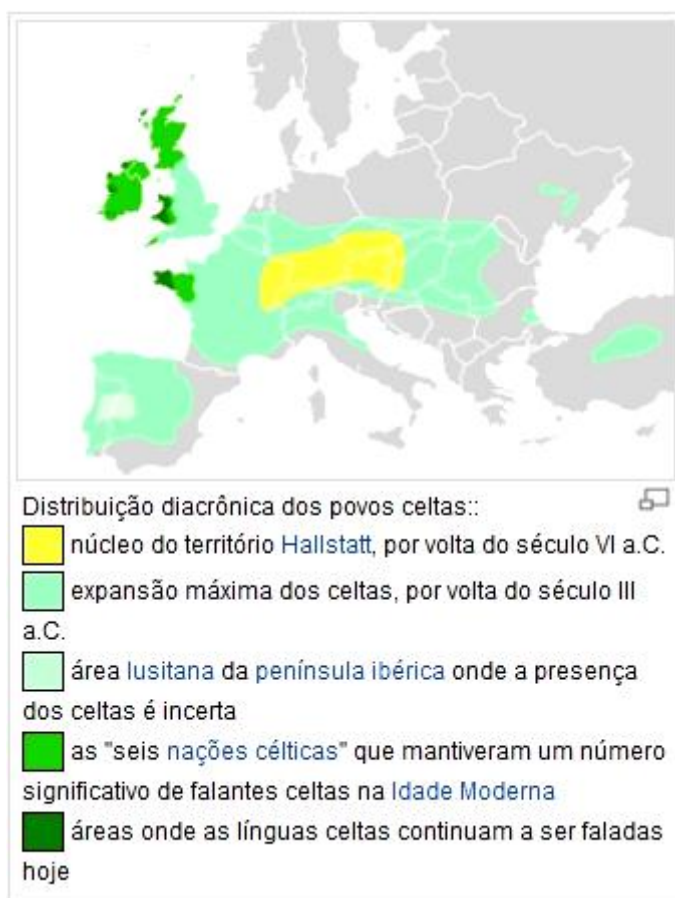 Distribuição diacrônica dos povos celtas::
núcleo do território Hallstatt, por volta do século VI a.C.
expansão máxima dos celtas, por volta do século III
a.C.
área lusitana da península ibérica onde a presença
dos celtas é incerta
as "seis nações célticas" que mantiveram um número
significativo de falantes celtas na Idade Moderna
áreas onde as línguas celtas continuam a ser faladas
hoje